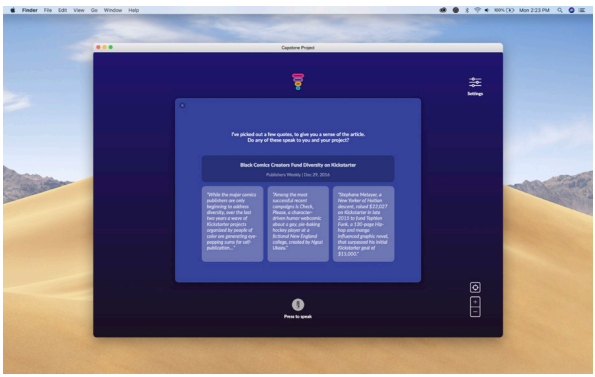 Finder File Edit View Go Window Help
100% Mon 2:23 PM
Capstone Project
Settings
I've picked out a few quotes, to give you a sense of the article.
Do any of these speak to you and your project?
Black Comics Creators Fund Diversity on Kickstarter
Publishers Weekly | Dec 29, 2016
"While the major comics
publishers are only
beginning to address
diversity, over the last
two years a wave of
Kickstarter projects
organized by people of
color are generating eye-
popping sums for self-
publication..."
"Among the most
successful recent
campaigns is Check,
Please, a character-
driven humor webcomic
about a gay, pie-baking
hockey player at a
fictional New England
college, created by Ngozi
Ukazu."
"Stephane Metayer, a
New Yorker of Haitian
descent, raised $22,027
on Kickstarter in late
2015 to fund Tephlon
Funk, a 130-page Hip-
hop and manga
influenced graphic novel,
that surpassed his initial
Kickstarter goal of
$15,000."
Press to speak